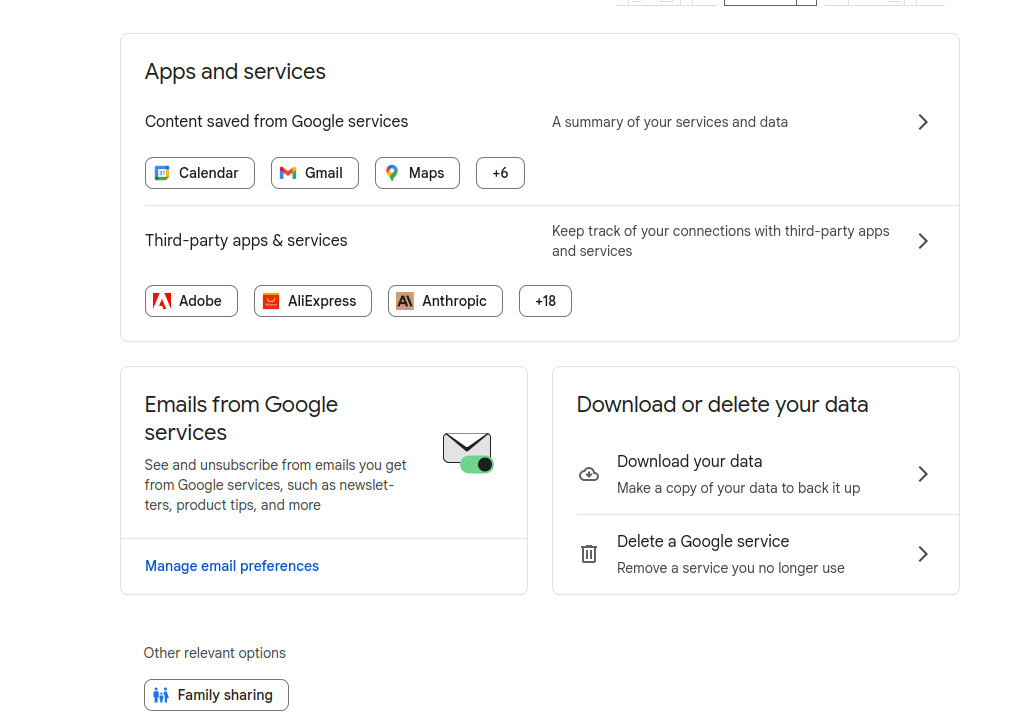 Apps and services
Content saved from Google services
A summary of your services and data
Calendar
Gmail
Maps
+6
Third-party apps & services
Keep track of your connections with third-party apps
and services
Adobe
AliExpress
Anthropic
+18
Emails from Google
services
See and unsubscribe from emails you get
from Google services, such as newslet-
ters, product tips, and more
Manage email preferences
Download or delete your data
Download your data
Make a copy of your data to back it up
Delete a Google service
Remove a service you no longer use
Other relevant options
Family sharing